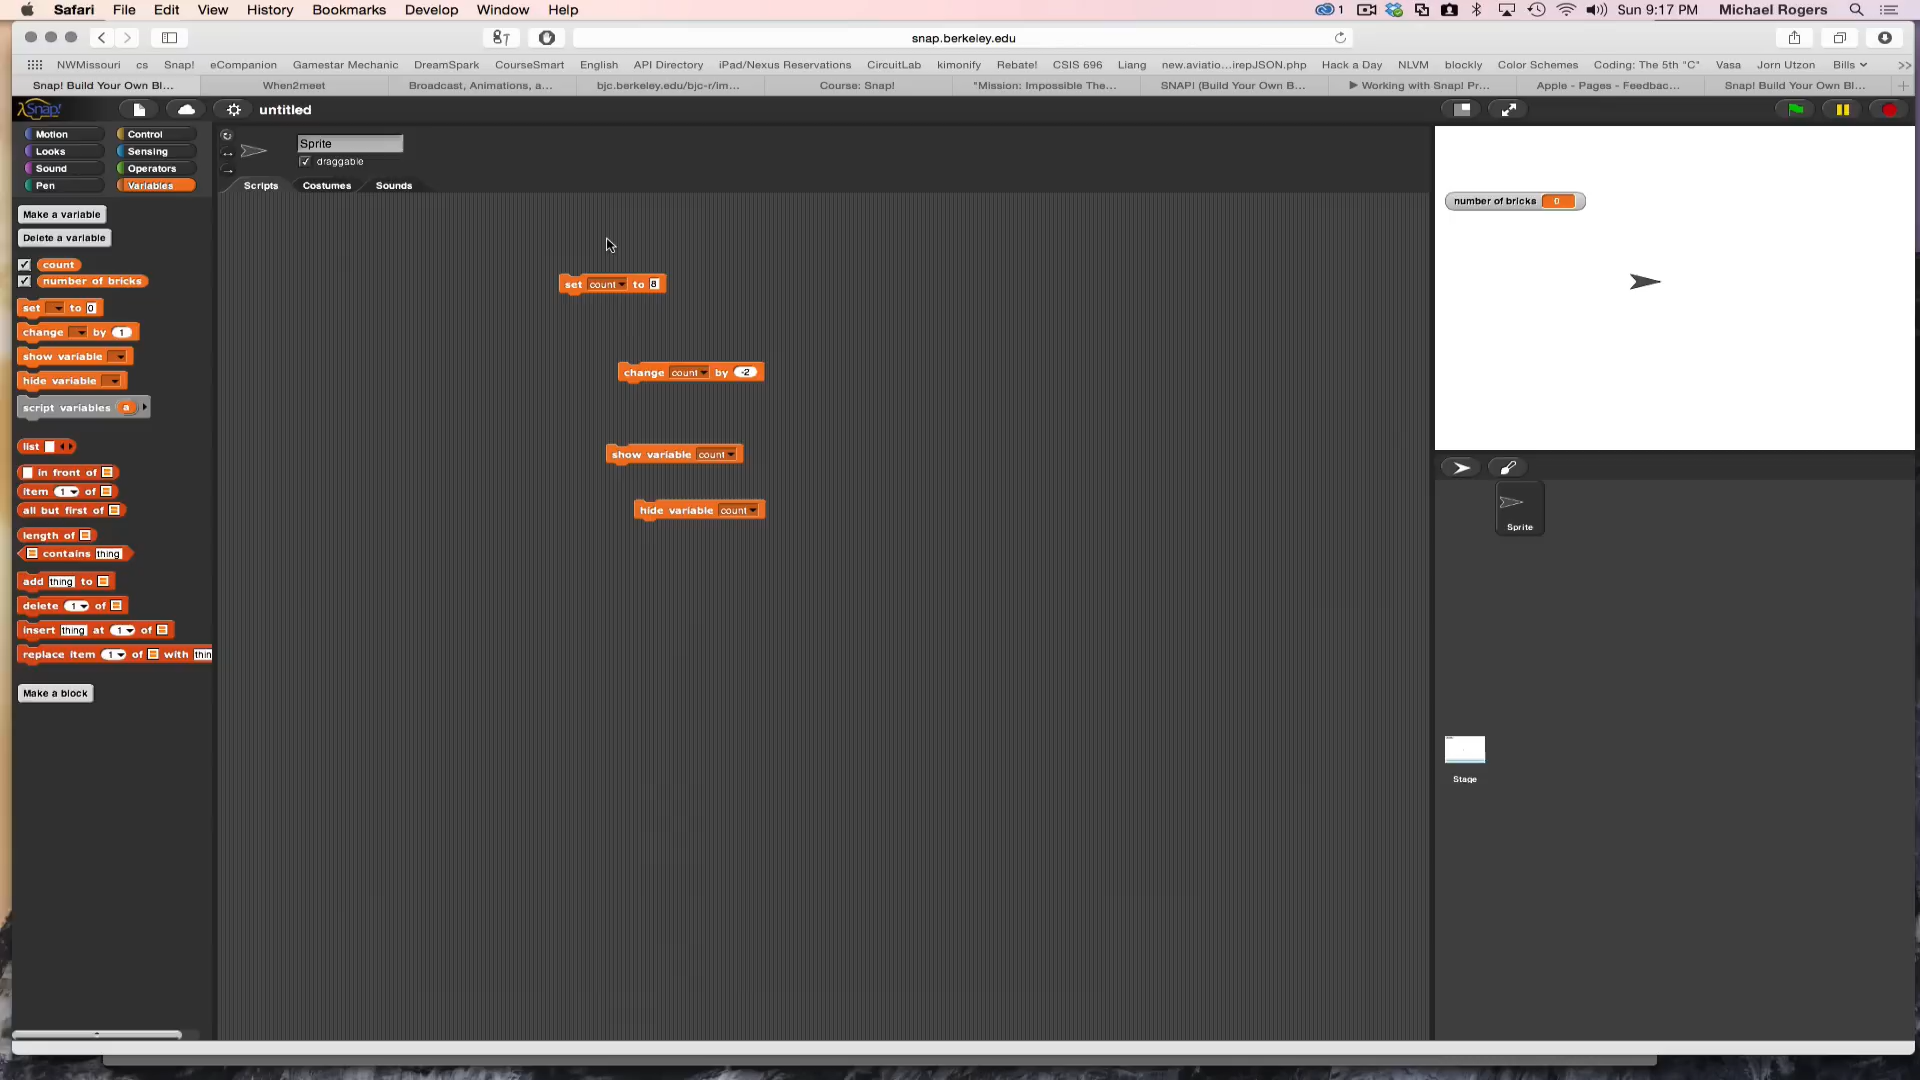 Safari File Edit View History Bookmarks Develop Window Help 1 Sun 9:17 PM Michael Rogers
snap.berkeley.edu
NWMissouri cs Snap! eCompanion Gamestar Mechanic DreamSpark CourseSmart English API Directory iPad/Nexus Reservations CircuitLab kimonify Rebate! CSIS 696 Liang new.aviatio...irepJSON.php Hack a Day NLVM blockly Color Schemes Coding: The 5th "C" Vasa Jorn Utzon Bills >>
Snap! Build Your Own Bl... When2meet Broadcast, Animations, a... bjc.berkeley.edu/bjc-r/im... Course: Snap! "Mission: Impossible The... SNAP! (Build Your Own B... ▶ Working with Snap! Pr... Apple - Pages - Feedbac... Snap! Build Your Own Bl... +
Snap! untitled
Motion Control
Looks Sensing
Sound Operators
Pen Variables
Sprite
draggable
Scripts Costumes Sounds
Make a variable
Delete a variable
count
number of bricks
set to 0
change by 1
show variable
hide variable
script variables a
list
in front of
item 1 of
all but first of
length of
contains thing
add thing to
delete 1 of
insert thing at 1 of
replace item 1 of with thin
Make a block
set count to 8
change count by -2
show variable count
hide variable count
number of bricks 0
Sprite
Stage